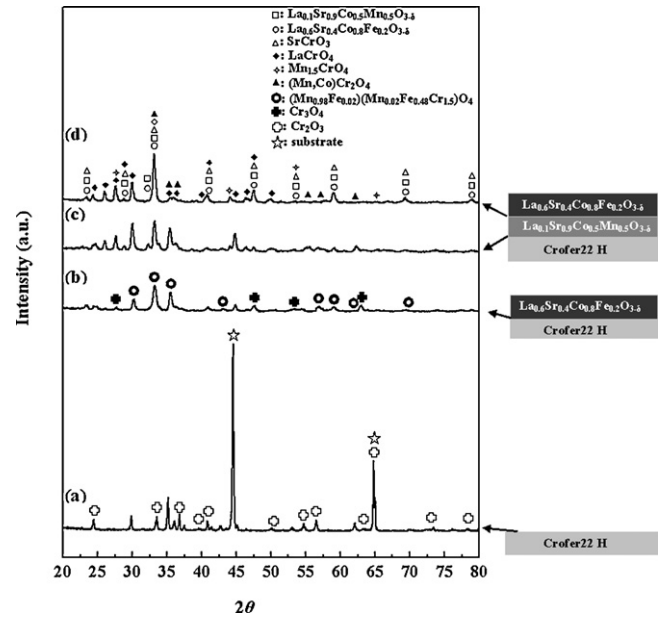 □: La₀.₁Sr₀.₉Co₀.₅Mn₀.₅O₃₋δ
○: La₀.₆Sr₀.₄Co₀.₈Fe₀.₂O₃₋δ
△: SrCrO₃
◆: LaCrO₄
✧: Mn₁.₅CrO₄
▲: (Mn,Co)Cr₂O₄
⭘: (Mn₀.₉₈Fe₀.₀₂)(Mn₀.₀₂Fe₀.₄₈Cr₁.₅)O₄
✚: Cr₃O₄
✙: Cr₂O₃
☆: substrate
(d)
(c)
(b)
(a)
La₀.₆Sr₀.₄Co₀.₈Fe₀.₂O₃₋δ
La₀.₁Sr₀.₉Co₀.₅Mn₀.₅O₃₋δ
Crofer22 H
La₀.₆Sr₀.₄Co₀.₈Fe₀.₂O₃₋δ
Crofer22 H
Crofer22 H
Intensity (a.u.)
20 25 30 35 40 45 50 55 60 65 70 75 80
2θ